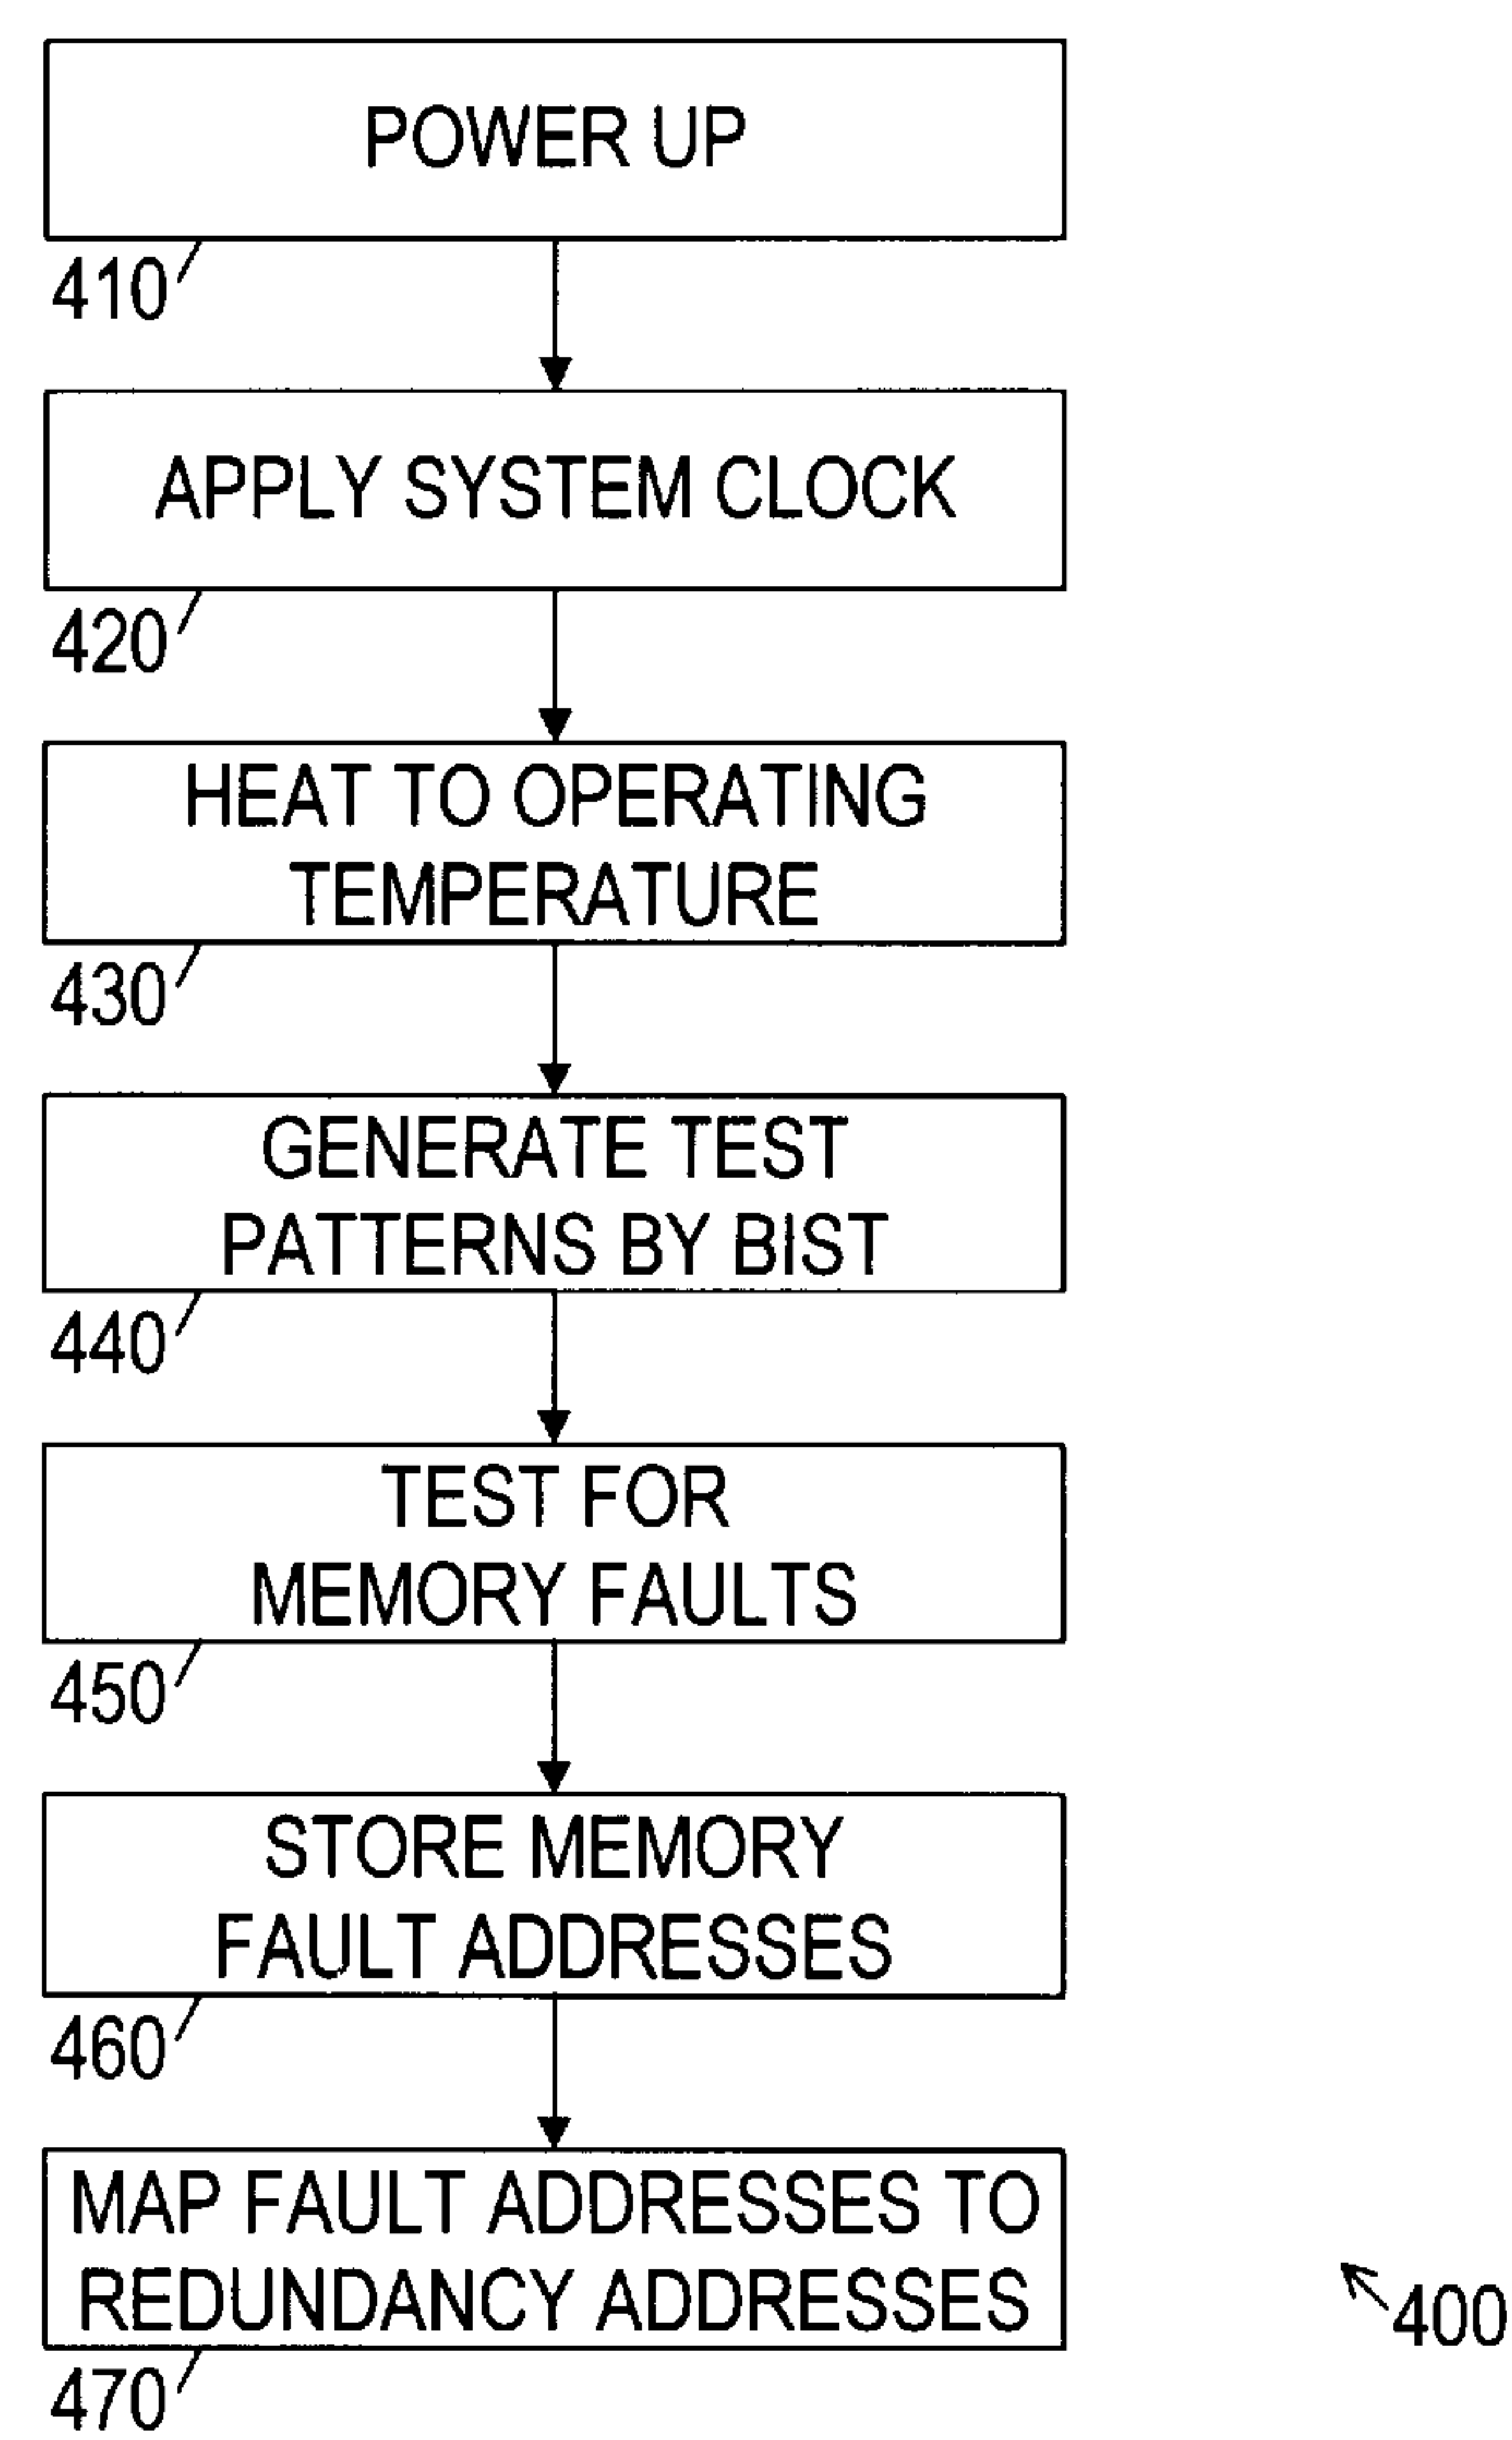 POWER UP
410
APPLY SYSTEM CLOCK
420
HEAT TO OPERATING
TEMPERATURE
430
GENERATE TEST
PATTERNS BY BIST
440
TEST FOR
MEMORY FAULTS
450
STORE MEMORY
FAULT ADDRESSES
460
MAP FAULT ADDRESSES TO
REDUNDANCY ADDRESSES
470
400